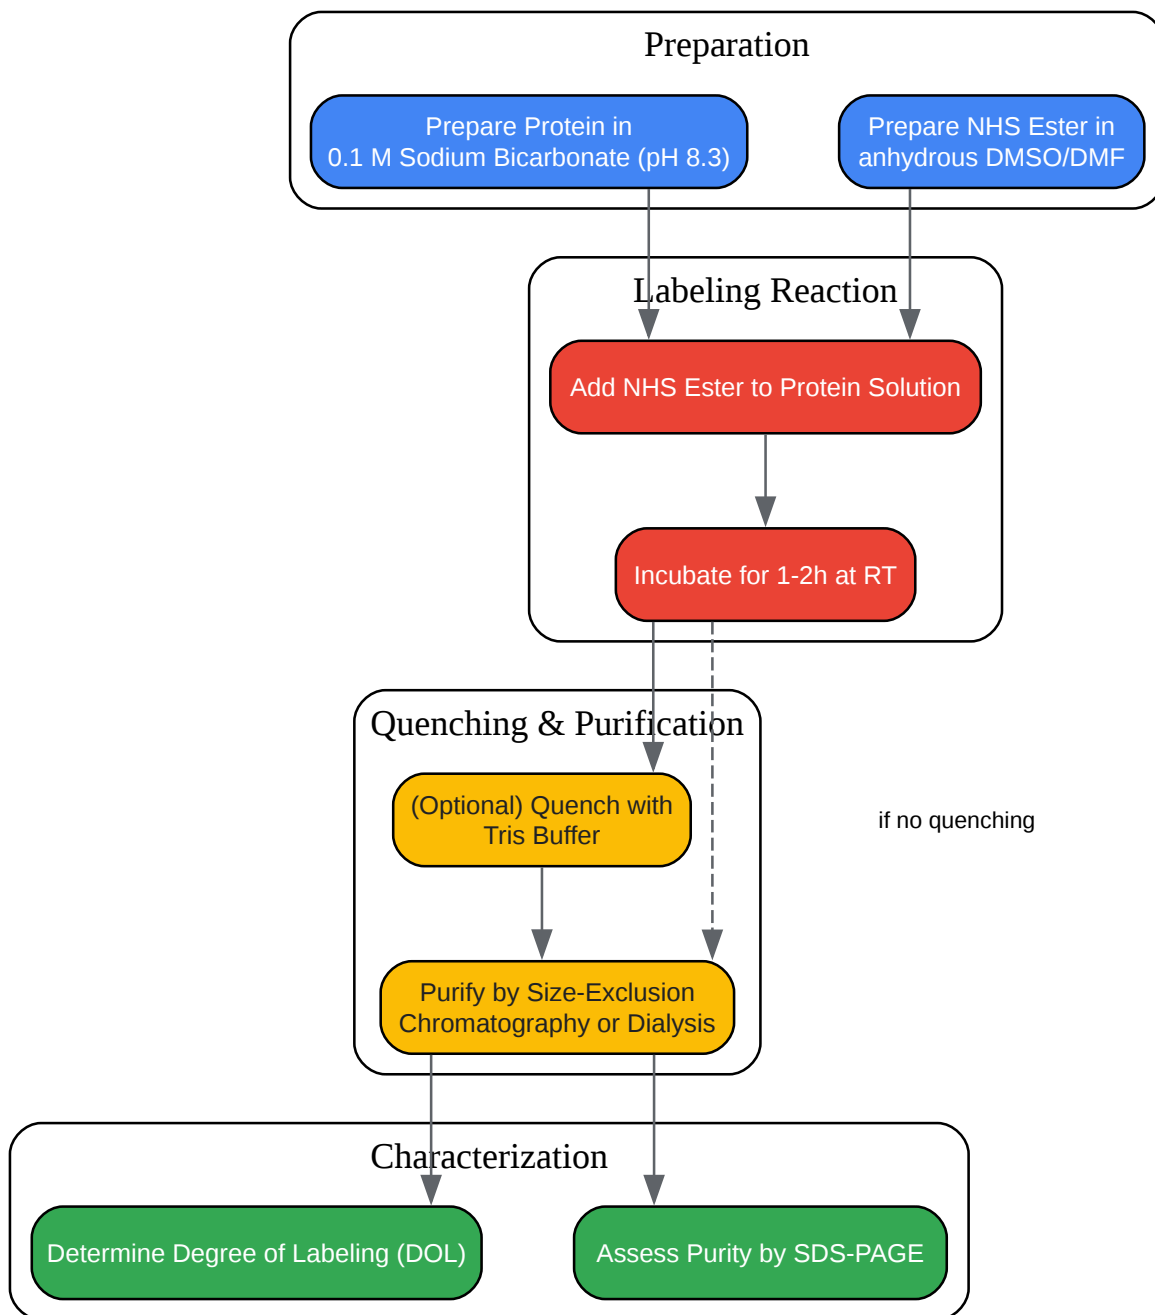 Preparation
Prepare Protein in
0.1 M Sodium Bicarbonate (pH 8.3)
Prepare NHS Ester in
anhydrous DMSO/DMF
Labeling Reaction
Add NHS Ester to Protein Solution
Incubate for 1-2h at RT
Quenching & Purification
(Optional) Quench with
Tris Buffer
if no quenching
Purify by Size-Exclusion
Chromatography or Dialysis
Characterization
Determine Degree of Labeling (DOL)
Assess Purity by SDS-PAGE